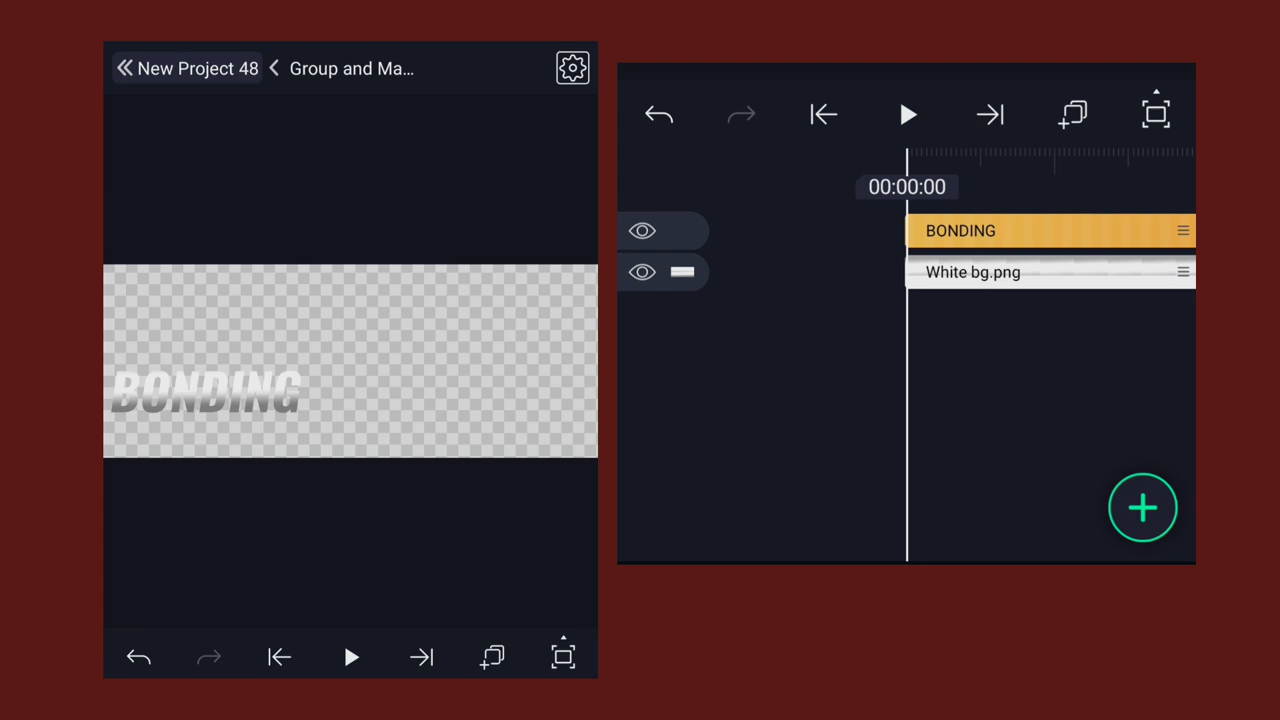 New Project 48
Group and Ma...
BONDING
00:00:00
BONDING
White bg.png